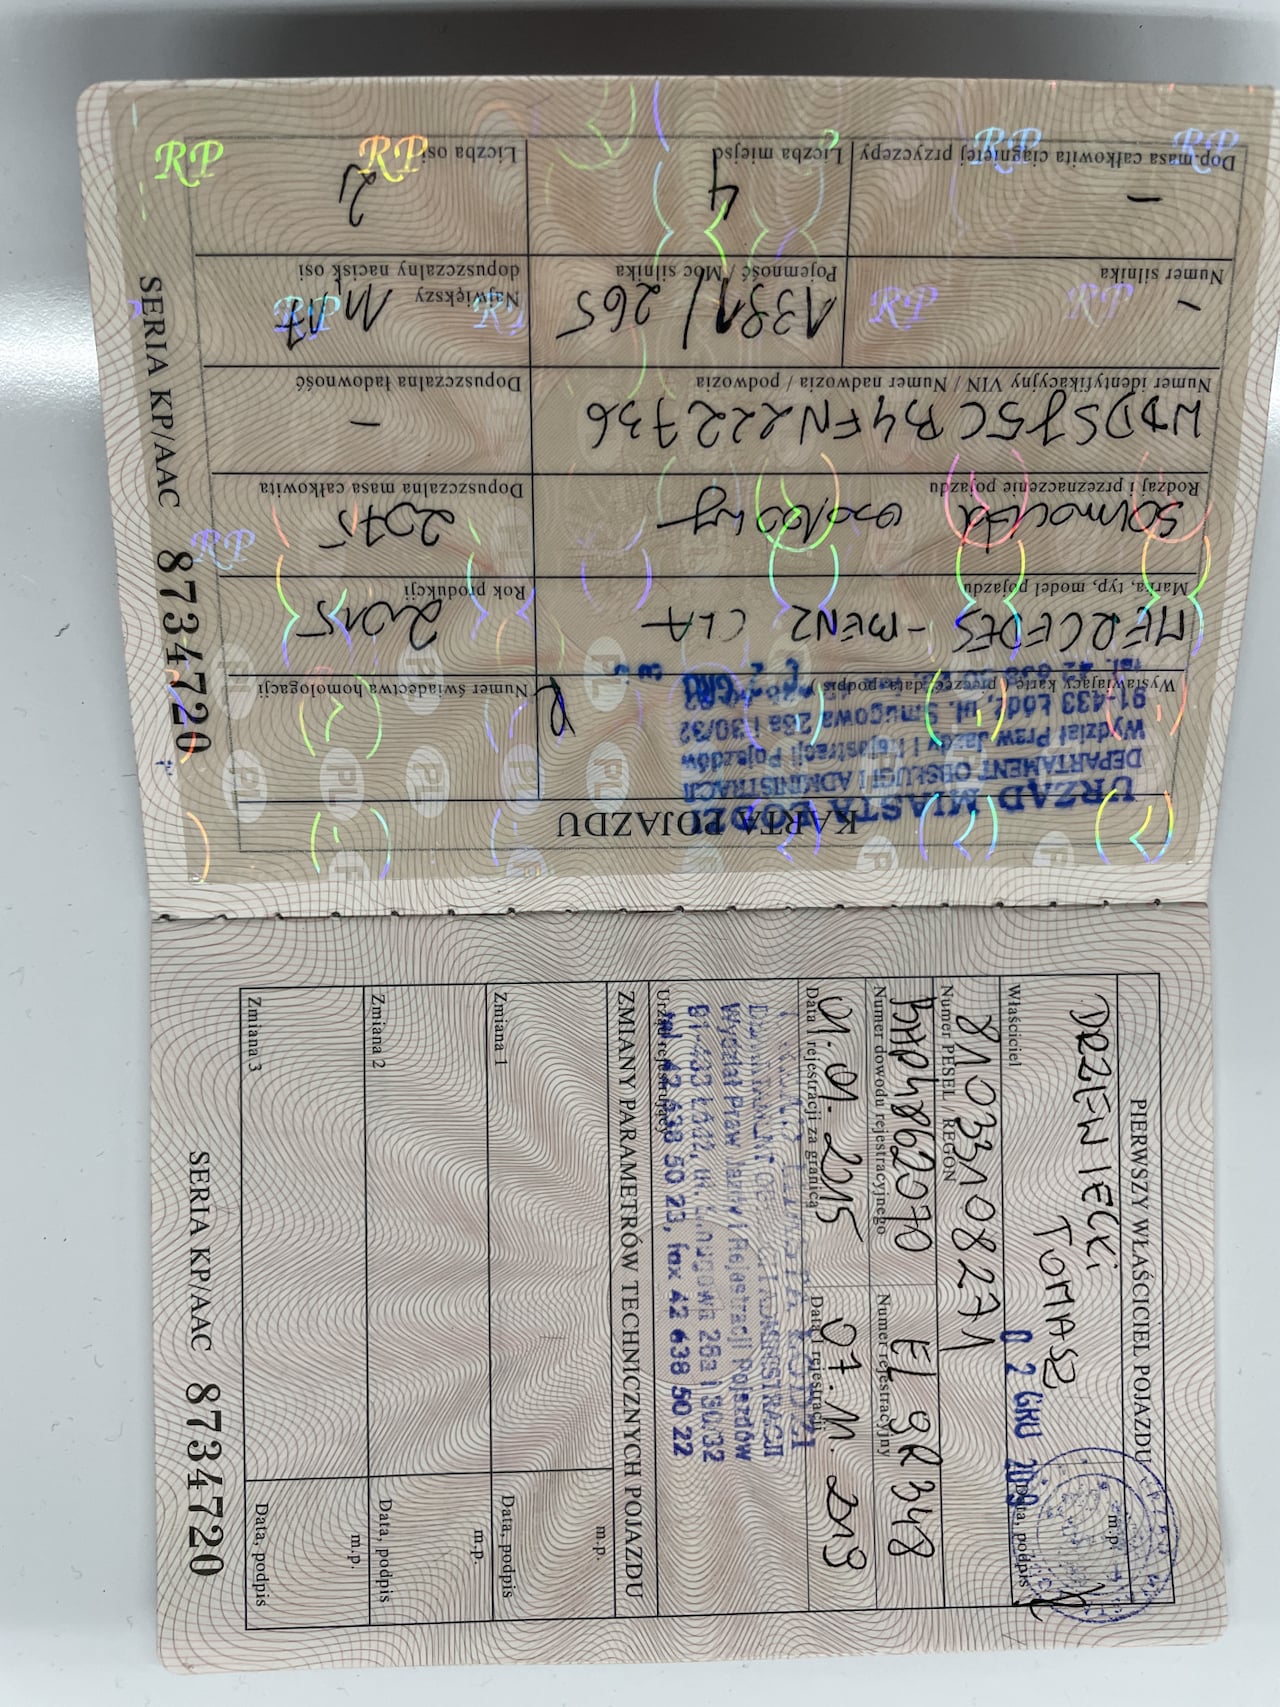 KARTA POJAZDU
URZĄD MIASTA ŁODZI
DEPARTAMENT OBSŁUGI I ADMINISTRACJI
Wydział Praw Jazdy i Rejestracji Pojazdów
91-433 Łódź, ul. Smugowa 26a i 30/32
Wystawiający kartę (pieczęć, data, podpis)
Numer świadectwa homologacji
MERCEDES-BENZ CLA
Marka, typ, model pojazdu
2015
Rok produkcji
samochód osobowy
Rodzaj i przeznaczenie pojazdu
2075
Dopuszczalna masa całkowita
WDDSJ5CB4FN222736
Numer identyfikacyjny VIN / Numer nadwozia / podwozia
-
Dopuszczalna ładowność
-
Numer silnika
1991/265
Pojemność / Moc silnika
Największy
dopuszczalny nacisk osi
-
Dop. masa całkowita ciągniętej przyczepy
4
Liczba miejsc
2
Liczba osi
SERIA KP/AAC 8734720
PIERWSZY WŁAŚCICIEL POJAZDU
DRZEWIECKI
TOMASZ
Właściciel
02 GRU 2019
m.p.
Data, podpis
81033108271
Numer PESEL / REGON
Numer dowodu rejestracyjnego
EL 9R348
Numer rejestracyjny
01.01.2015
Data I rejestracji za granicą
07.11.2019
Data I rejestracji
Wydział Praw Jazdy i Rejestracji Pojazdów
91-433 Łódź, ul. Smugowa 26a i 30/32
tel. 42 638 50 23, fax 42 638 50 22
Urząd rejestrujący
ZMIANY PARAMETRÓW TECHNICZNYCH POJAZDU
m.p.
Zmiana 1
Data, podpis
m.p.
Zmiana 2
Data, podpis
m.p.
Zmiana 3
Data, podpis
SERIA KP/AAC 8734720